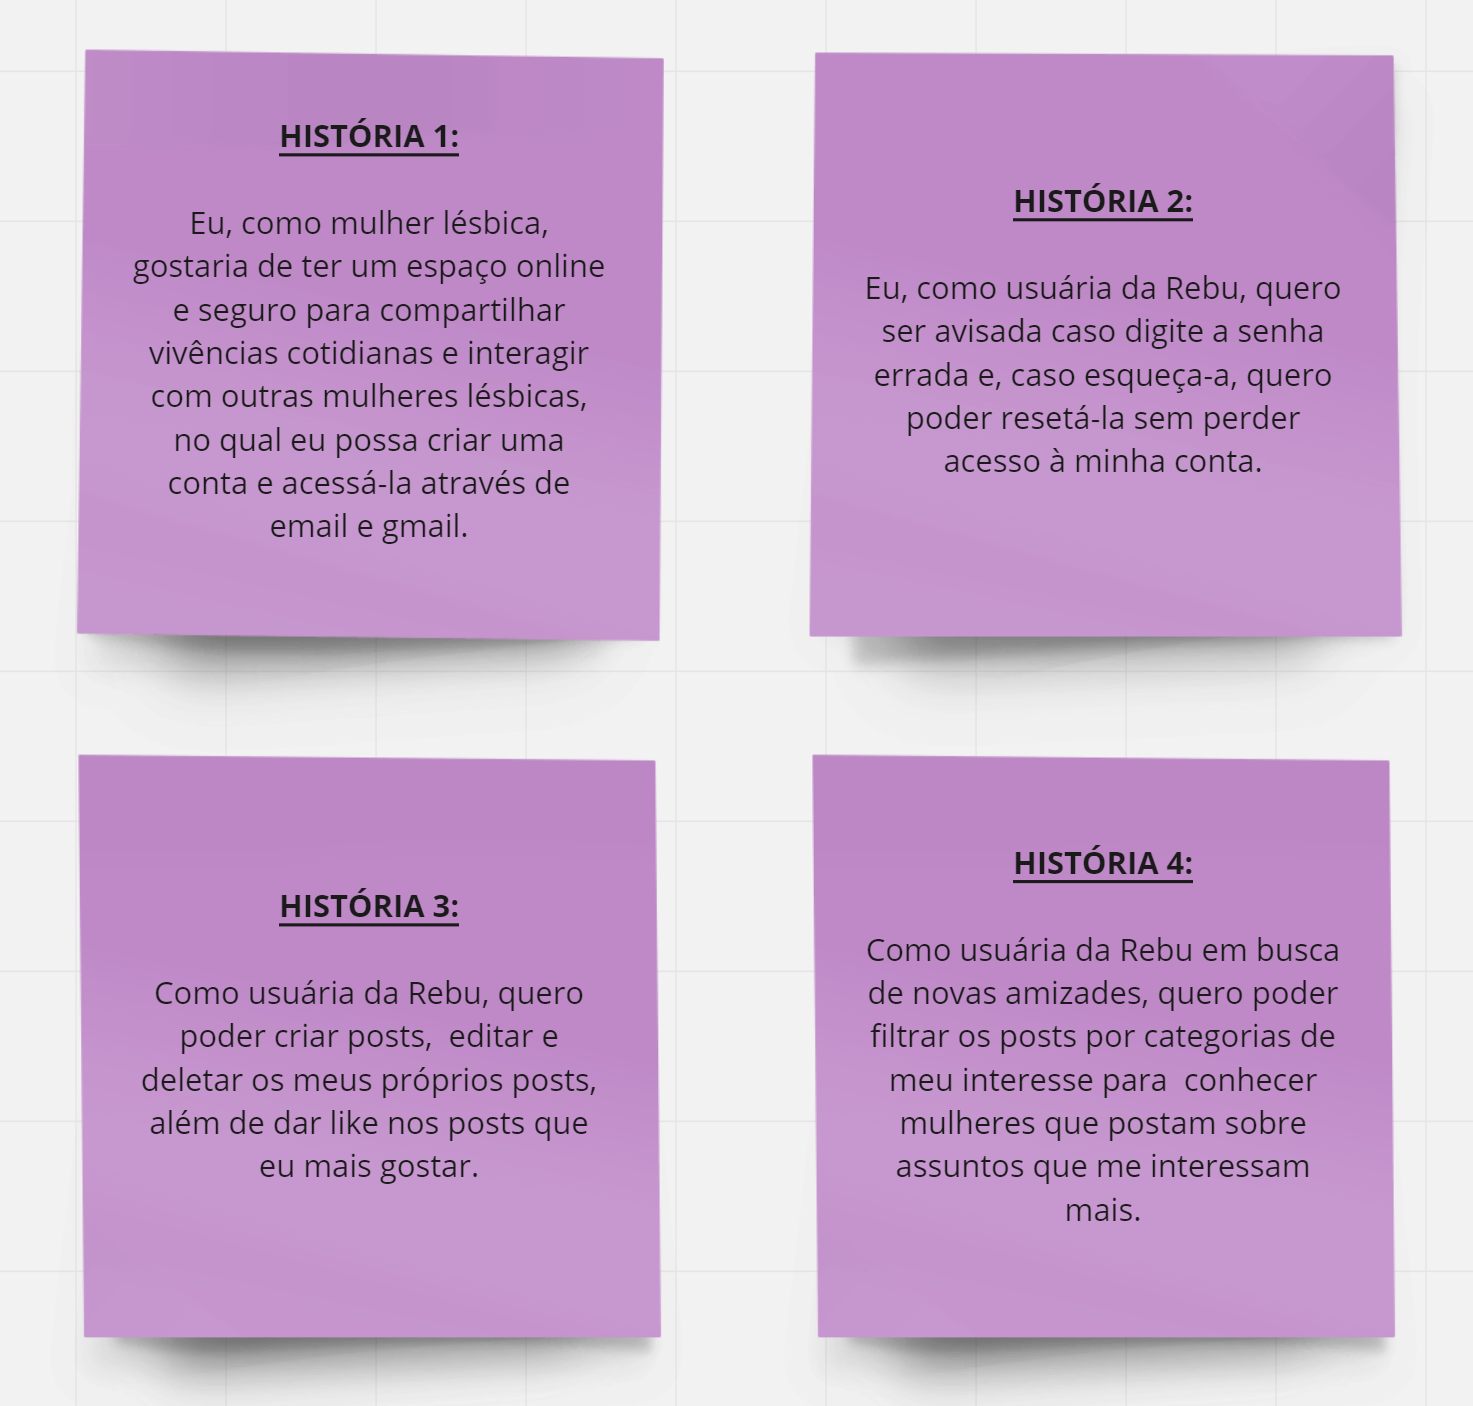 HISTÓRIA 1:
Eu, como mulher lésbica,
gostaria de ter um espaço online
e seguro para compartilhar
vivências cotidianas e interagir
com outras mulheres lésbicas,
no qual eu possa criar uma
conta e acessá-la através de
email e gmail.
HISTÓRIA 2:
Eu, como usuária da Rebu, quero
ser avisada caso digite a senha
errada e, caso esqueça-a, quero
poder resetá-la sem perder
acesso à minha conta.
HISTÓRIA 3:
Como usuária da Rebu, quero
poder criar posts,  editar e
deletar os meus próprios posts,
além de dar like nos posts que
eu mais gostar.
HISTÓRIA 4:
Como usuária da Rebu em busca
de novas amizades, quero poder
filtrar os posts por categorias de
meu interesse para  conhecer
mulheres que postam sobre
assuntos que me interessam
mais.